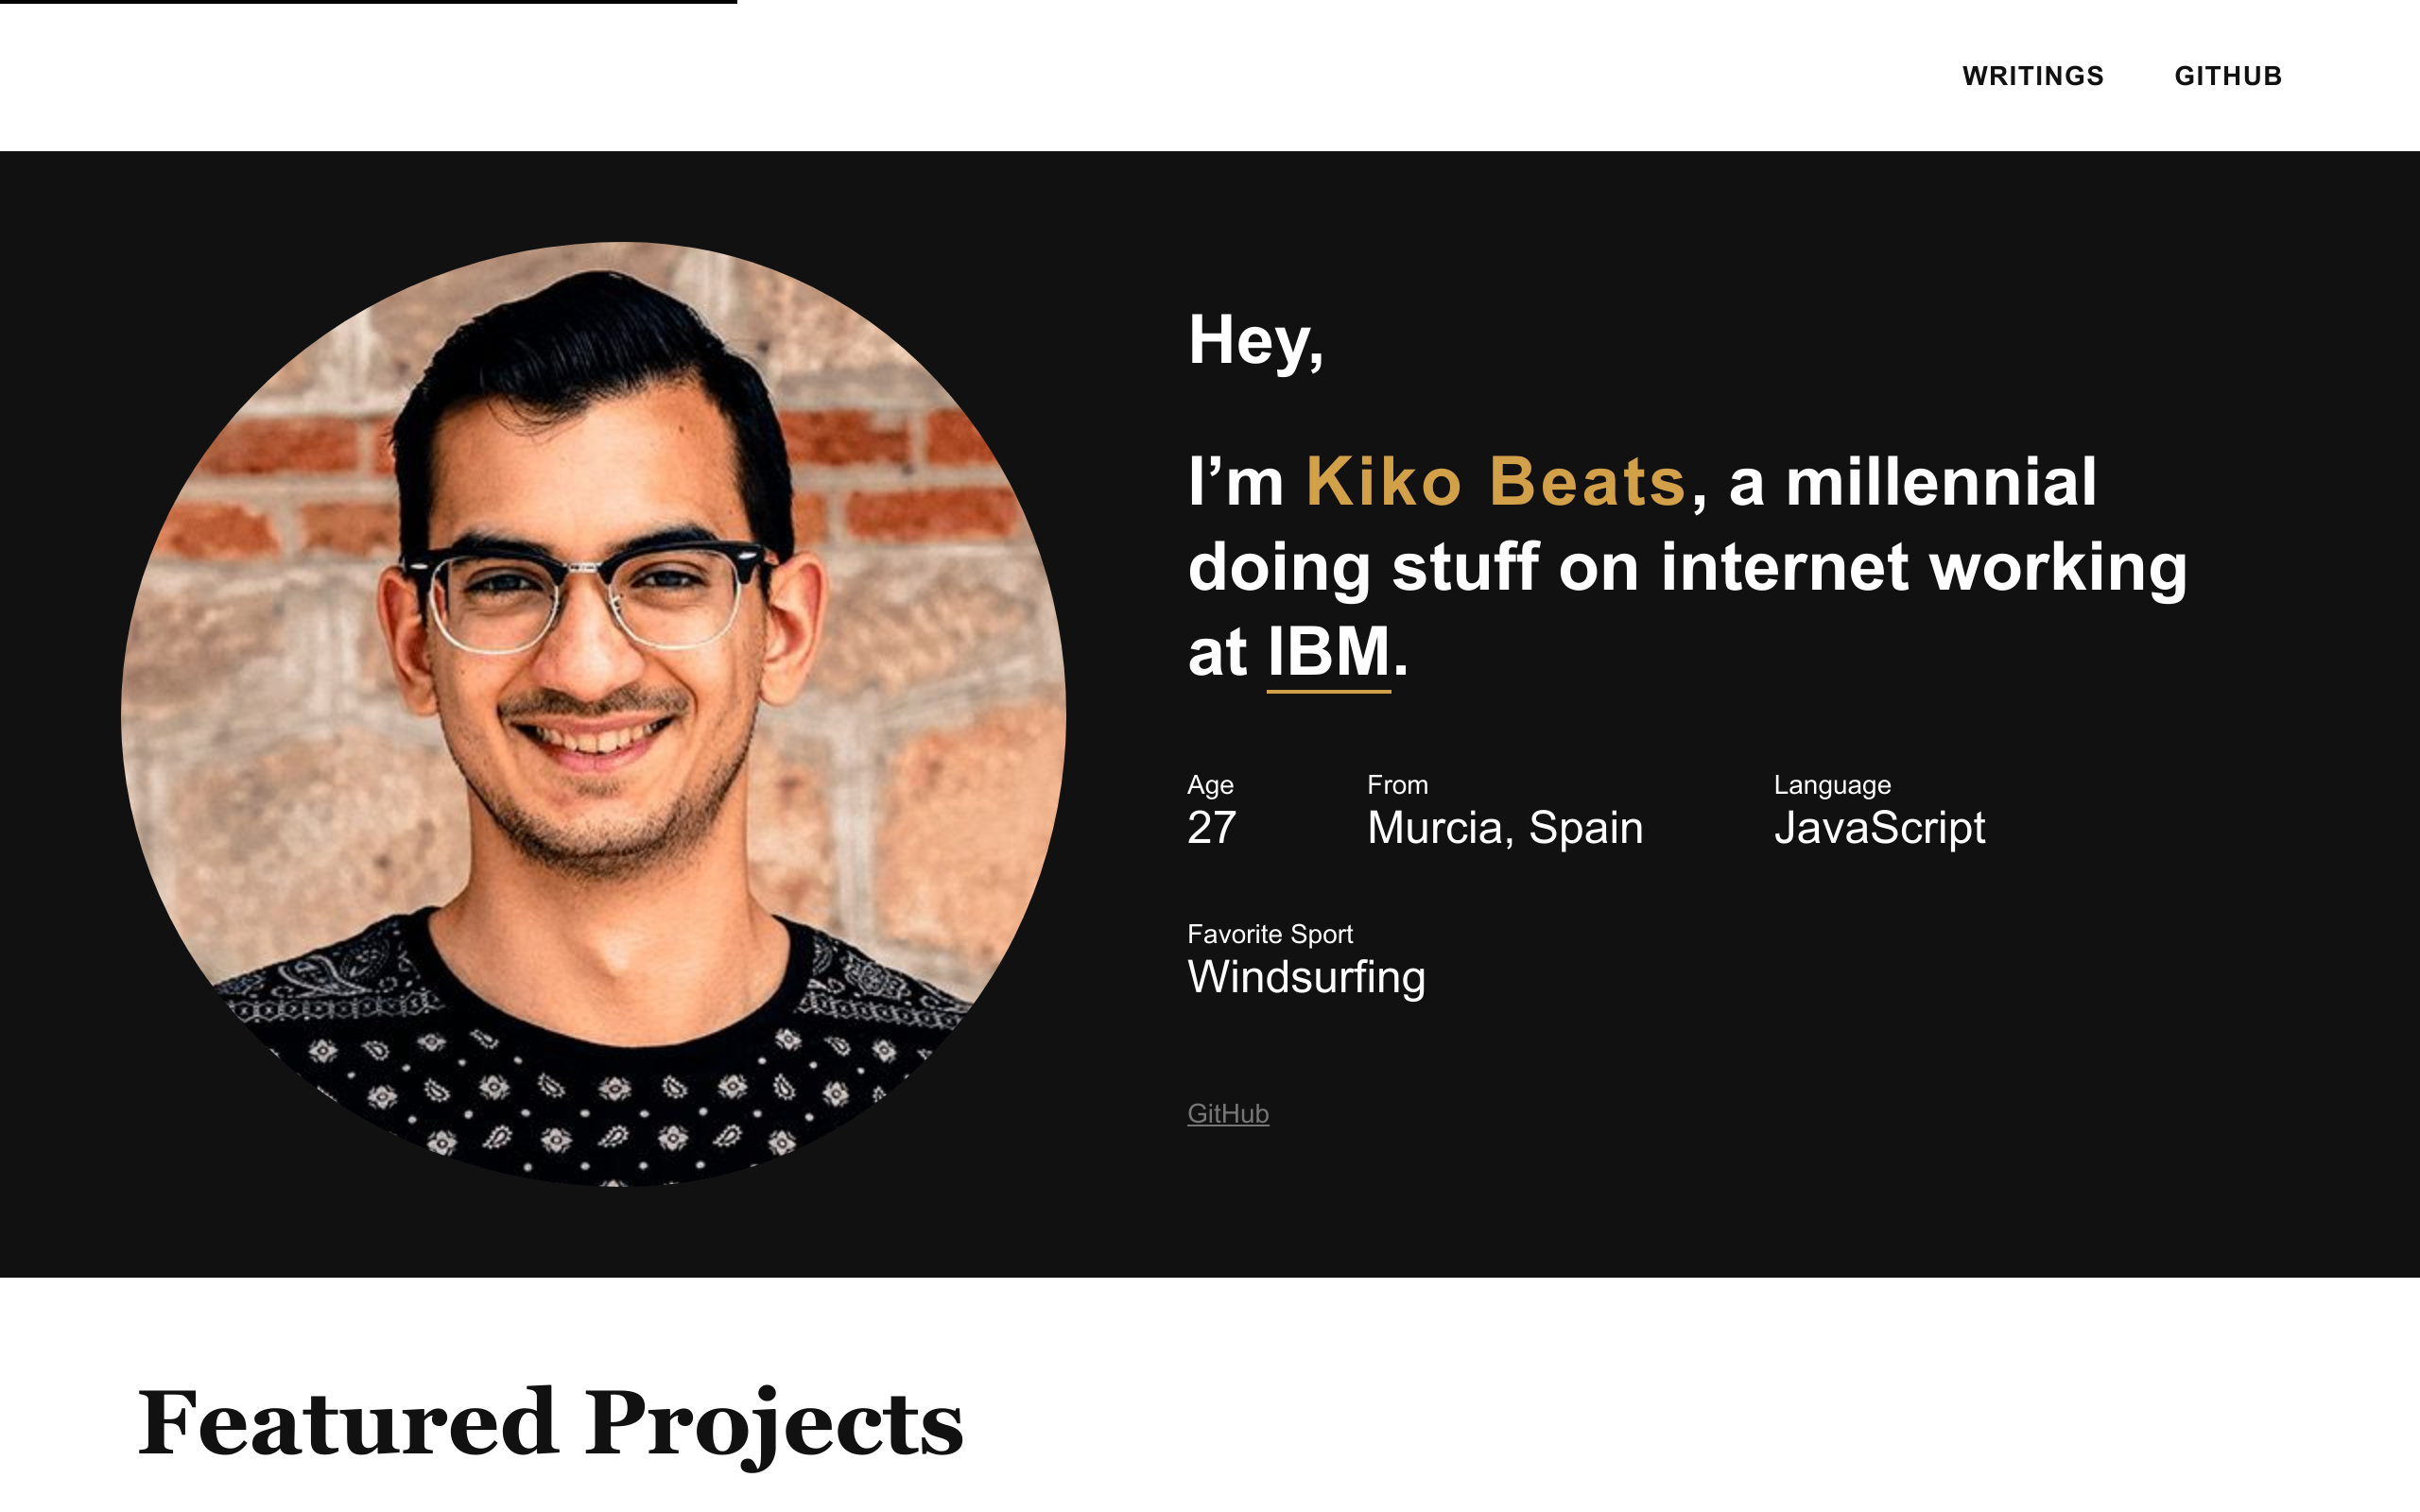 WRITINGS GITHUB
Hey,
I’m Kiko Beats, a millennial
doing stuff on internet working
at IBM.
Age From Language
27 Murcia, Spain JavaScript
Favorite Sport
Windsurfing
GitHub
Featured Projects